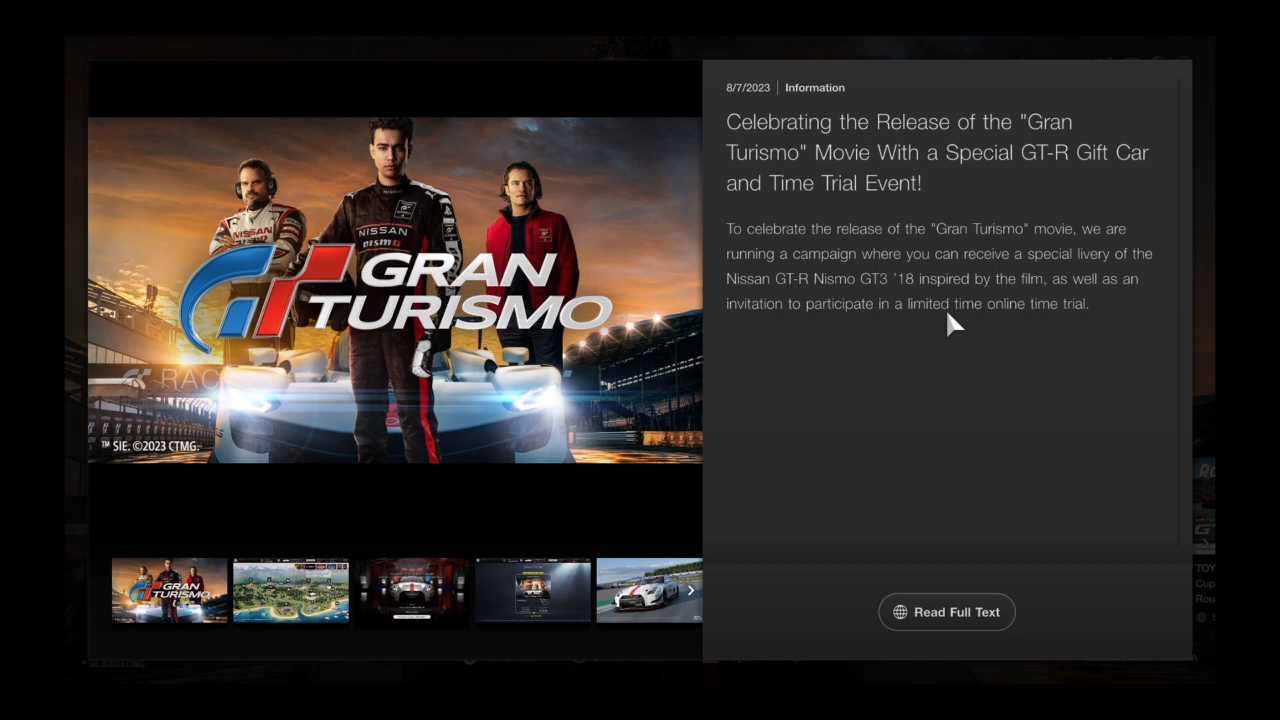 8/7/2023 | Information
Celebrating the Release of the "Gran
Turismo" Movie With a Special GT-R Gift Car
and Time Trial Event!
To celebrate the release of the "Gran Turismo" movie, we are
running a campaign where you can receive a special livery of the
Nissan GT-R Nismo GT3 '18 inspired by the film, as well as an
invitation to participate in a limited time online time trial.
Read Full Text
NISSAN
NISSAN
nismo
GRAN
TURISMO
RAC
™ SIE. ©2023 CTMG.
GRAN
TURISMO
TOY
Cup
Rou